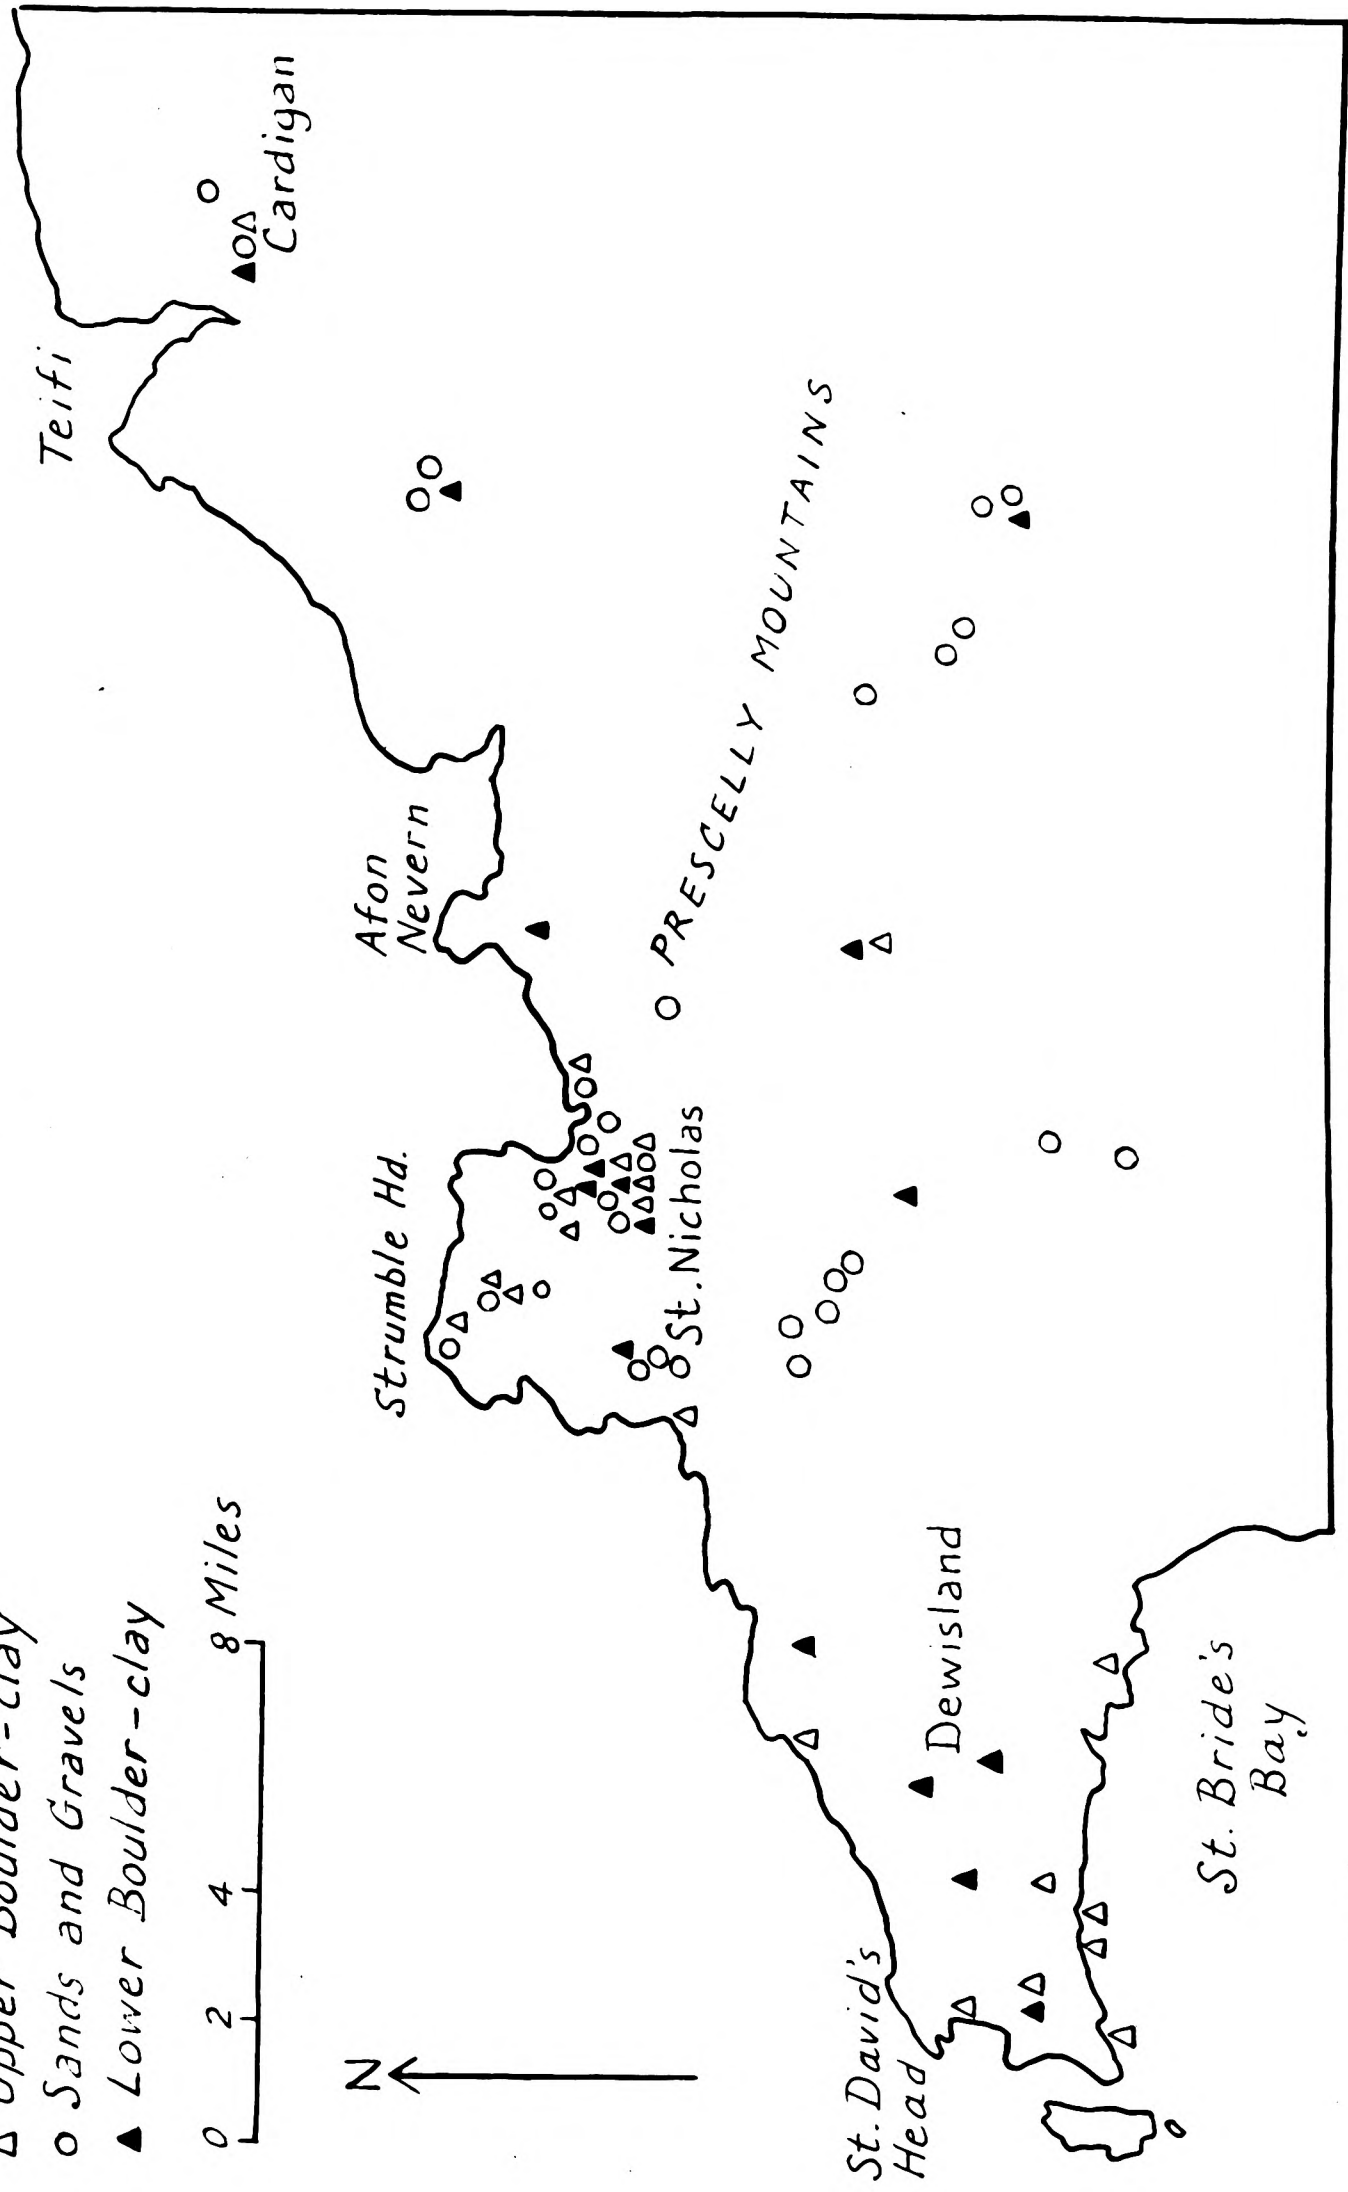 △ Upper Boulder-clay
○ Sands and Gravels
▲ Lower Boulder-clay
0 2 4 8 Miles
N
Teifi
Cardigan
Afon
Nevern
Strumble Hd.
PRESCELLY MOUNTAINS
St. Nicholas
Dewisland
St. David's
Head
St. Bride's
Bay